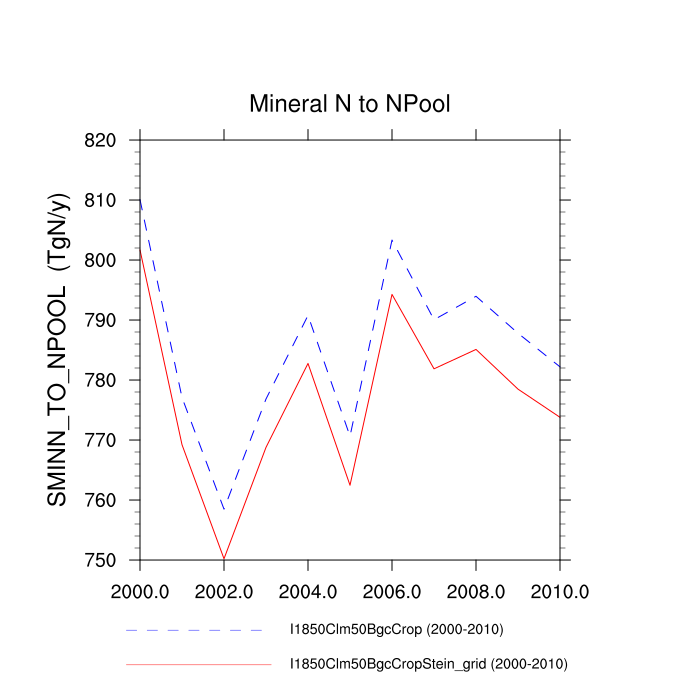 Mineral N to NPool
SMINN_TO_NPOOL (TgN/y)
820
810
800
790
780
770
760
750
2000.0 2002.0 2004.0 2006.0 2008.0 2010.0
I1850Clm50BgcCrop (2000-2010)
I1850Clm50BgcCropStein_grid (2000-2010)